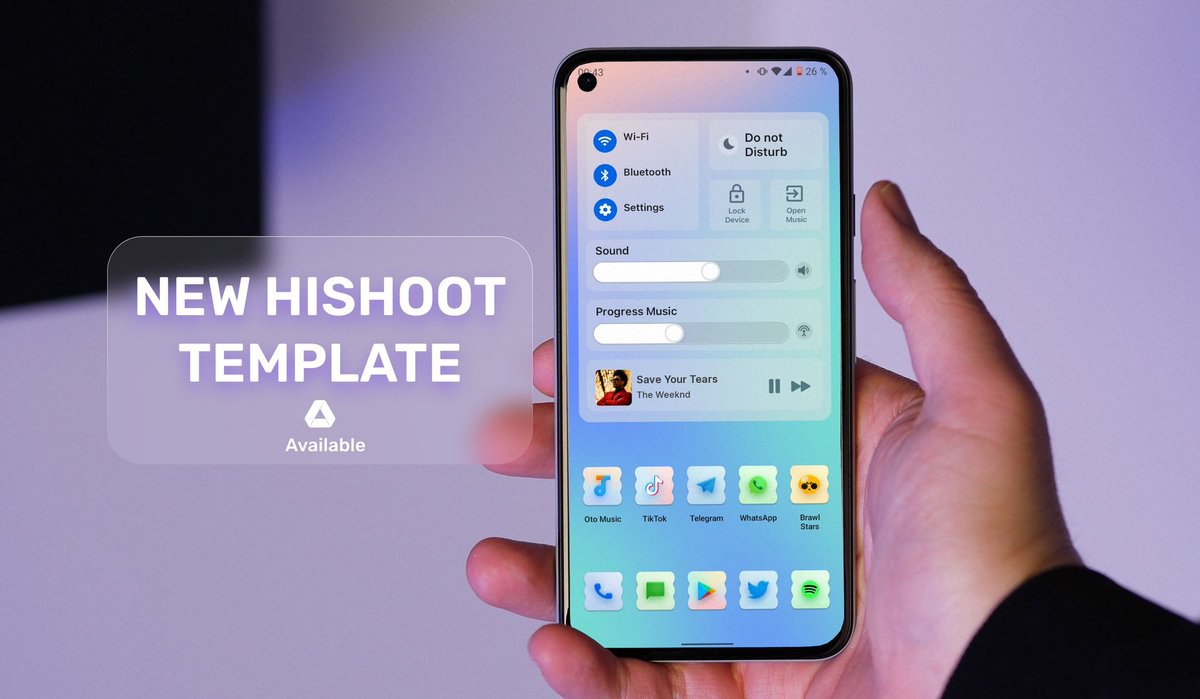 NEW HISHOOT
TEMPLATE
Available
00:43
26 %
Wi-Fi
Bluetooth
Settings
Do not
Disturb
Lock
Device
Open
Music
Sound
Progress Music
Save Your Tears
The Weeknd
Oto Music
TikTok
Telegram
WhatsApp
Brawl
Stars